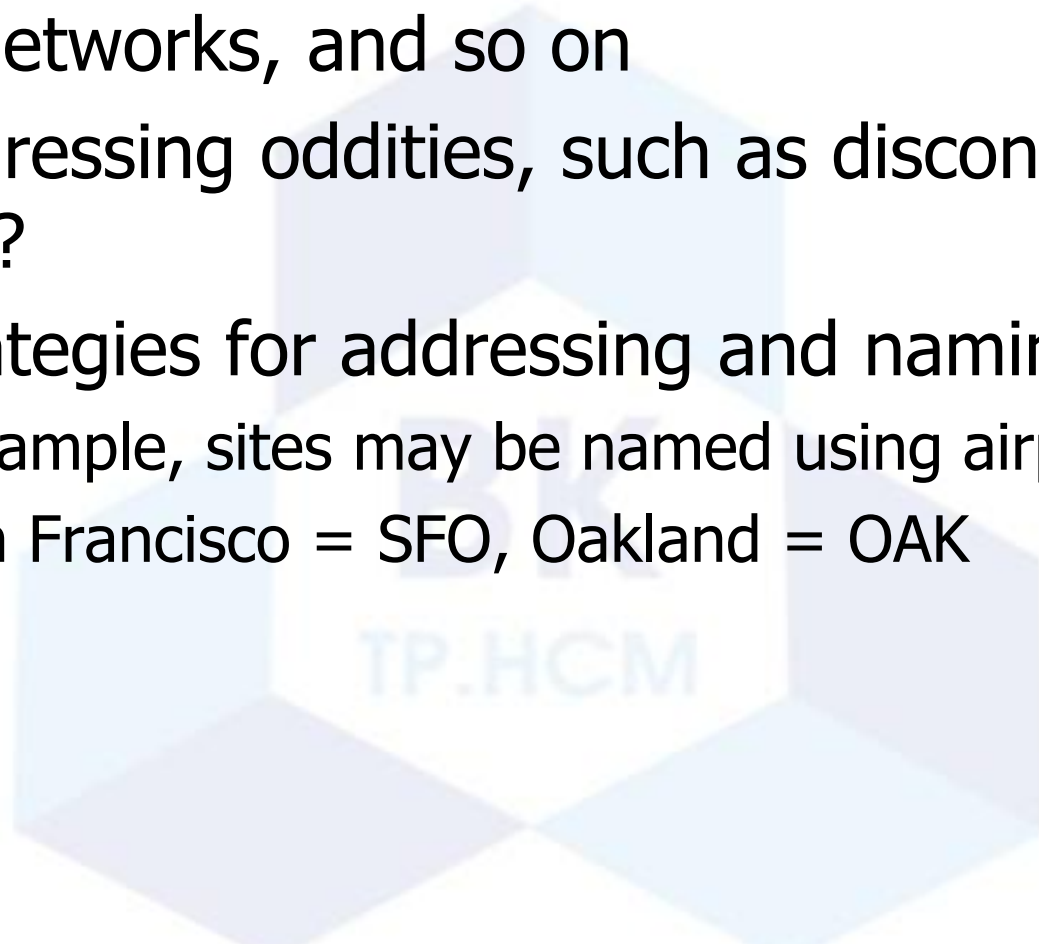 etworks, and so on
ressing oddities, such as discon
?
tegies for addressing and namin
ample, sites may be named using air
Francisco = SFO, Oakland = OAK
BK
TP.HCM